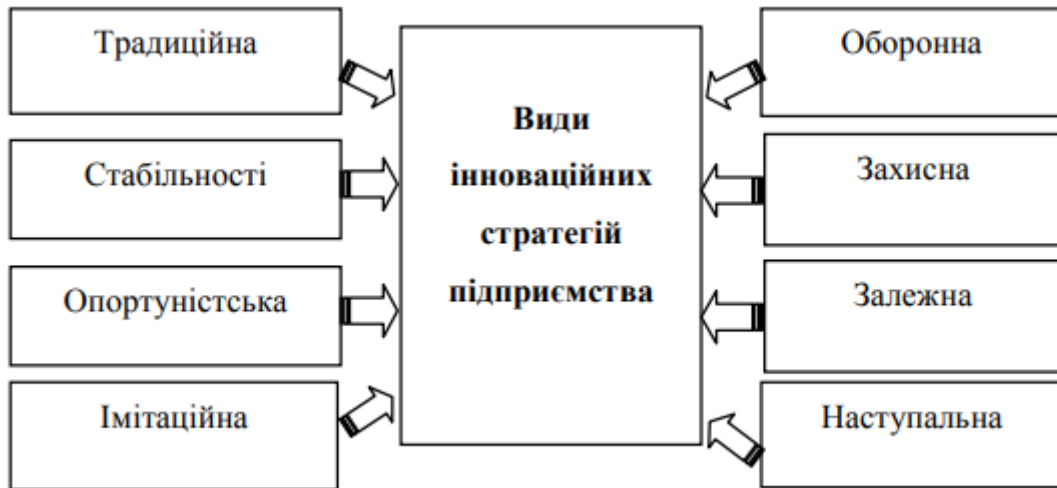 Традиційна
Стабільності
Опортуністська
Імітаційна
Види
інноваційних
стратегій
підприємства
Оборонна
Захисна
Залежна
Наступальна